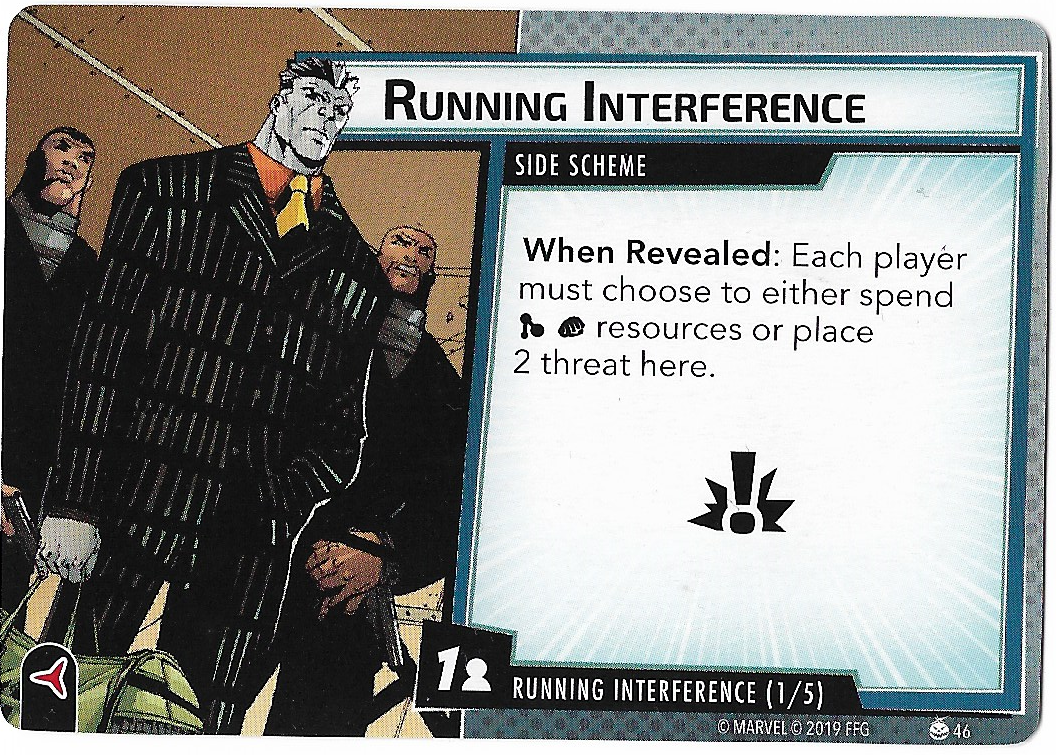 RUNNING INTERFERENCE
SIDE SCHEME
When Revealed: Each player
must choose to either spend
resources or place
2 threat here.
1
RUNNING INTERFERENCE (1/5)
© MARVEL © 2019 FFG 46